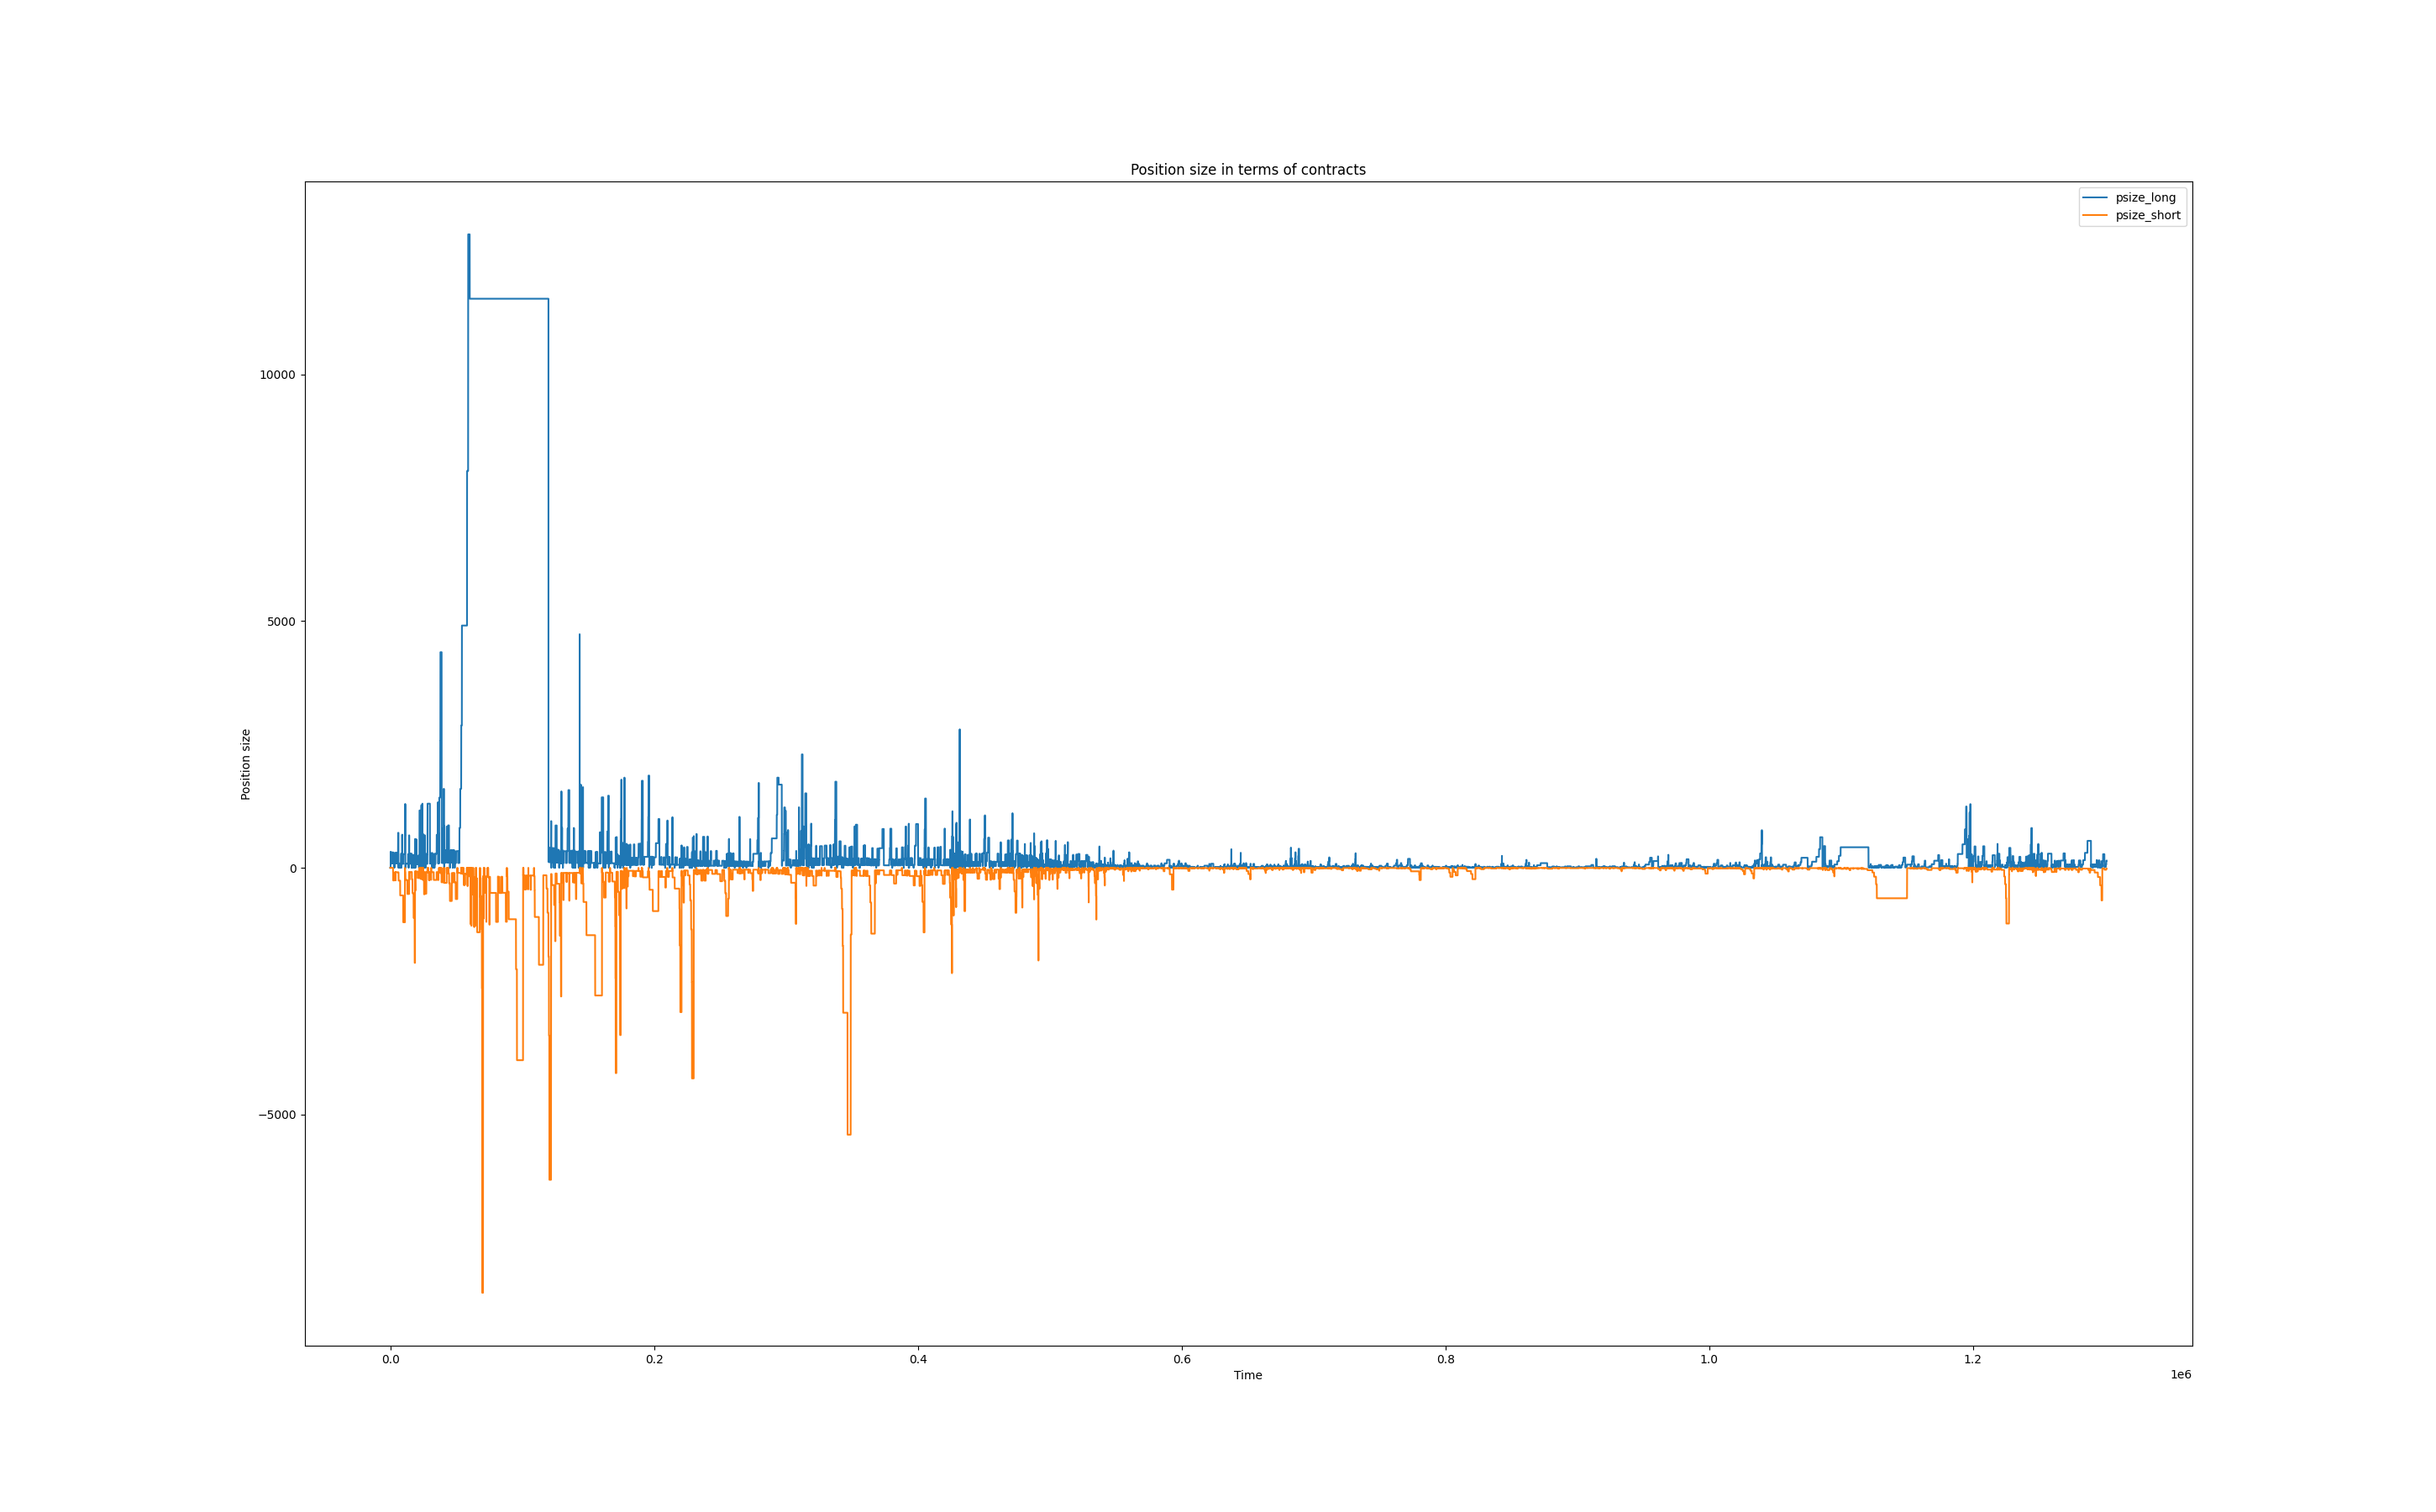 Position size in terms of contracts
psize_long
psize_short
Position size
10000
5000
0
−5000
0.0
0.2
0.4
0.6
0.8
1.0
1.2
1e6
Time